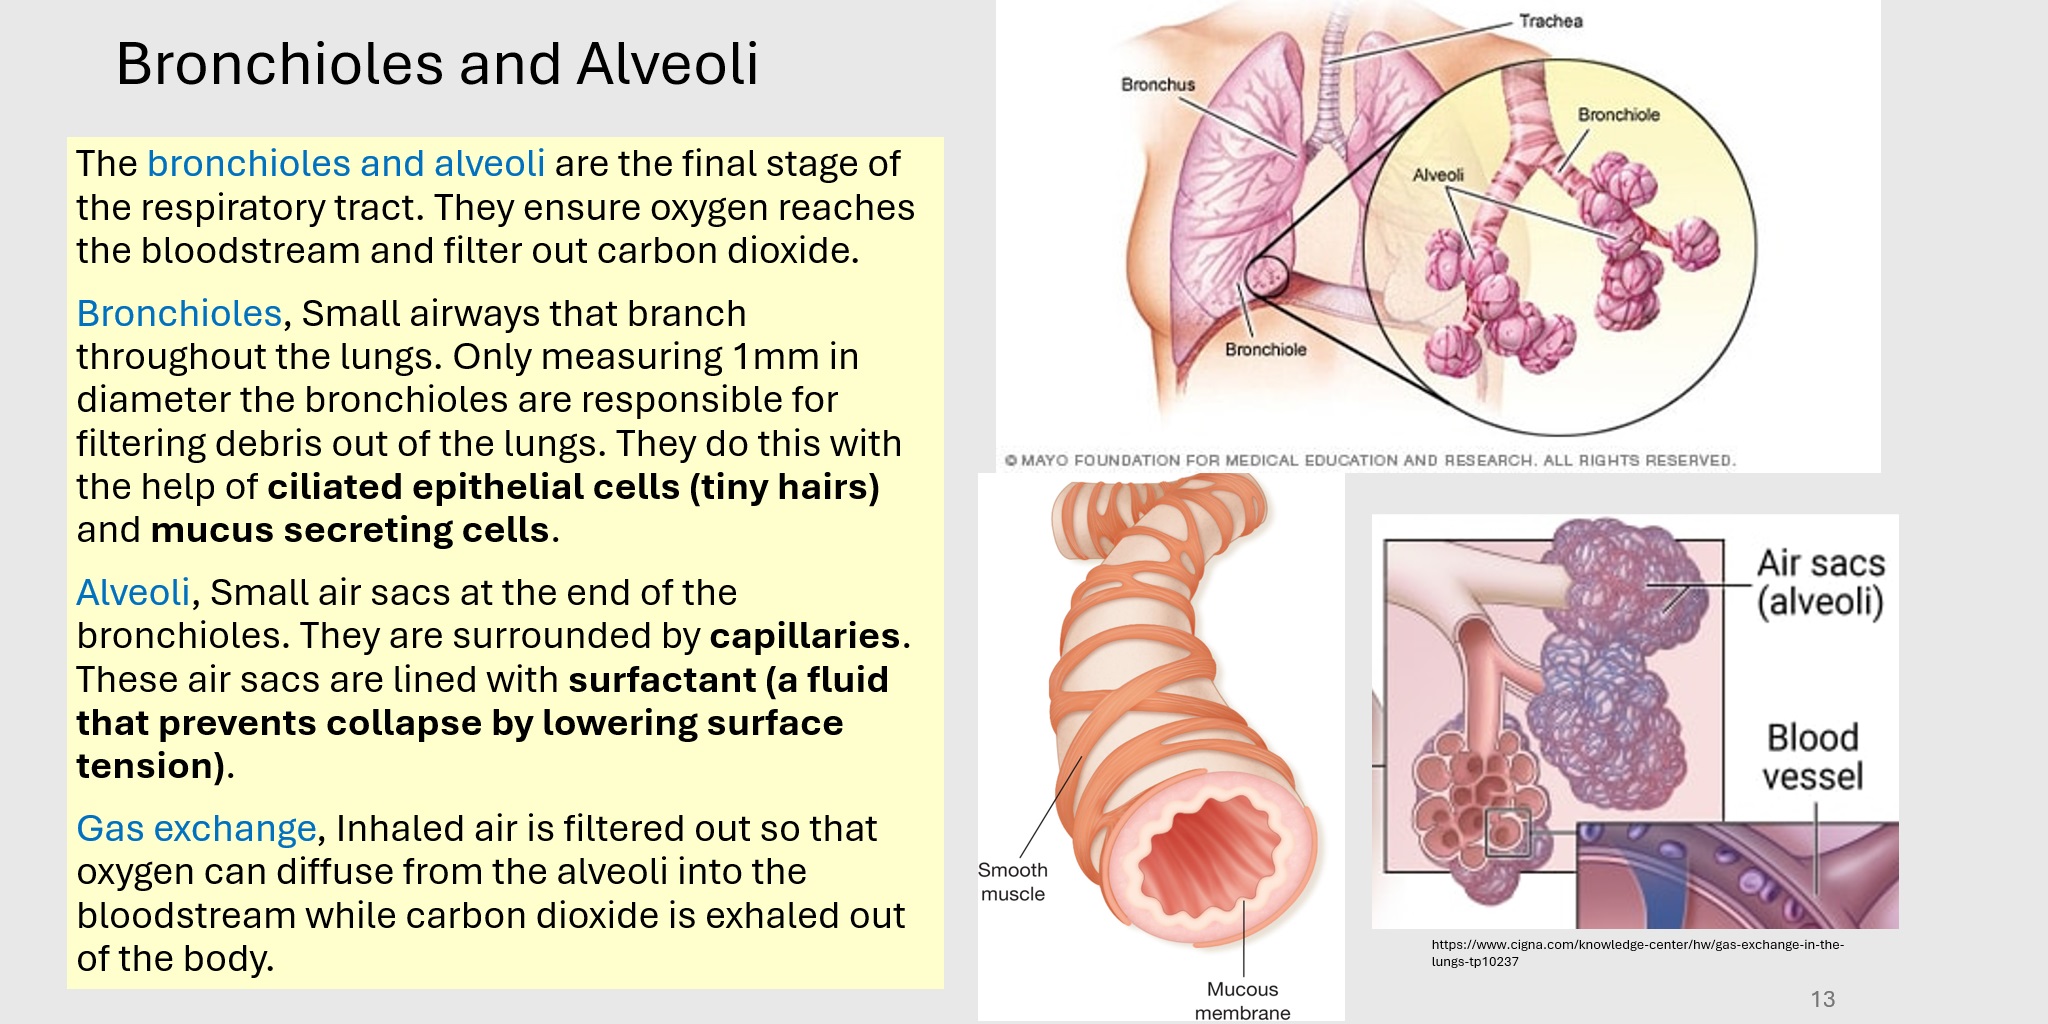 Bronchioles and Alveoli
The bronchioles and alveoli are the final stage of
the respiratory tract. They ensure oxygen reaches
the bloodstream and filter out carbon dioxide.
Bronchioles, Small airways that branch
throughout the lungs. Only measuring 1mm in
diameter the bronchioles are responsible for
filtering debris out of the lungs. They do this with
the help of ciliated epithelial cells (tiny hairs)
and mucus secreting cells.
Alveoli, Small air sacs at the end of the
bronchioles. They are surrounded by capillaries.
These air sacs are lined with surfactant (a fluid
that prevents collapse by lowering surface
tension).
Gas exchange, Inhaled air is filtered out so that
oxygen can diffuse from the alveoli into the
bloodstream while carbon dioxide is exhaled out
of the body.
Trachea
Bronchus
Bronchiole
Alveoli
Bronchiole
© MAYO FOUNDATION FOR MEDICAL EDUCATION AND RESEARCH. ALL RIGHTS RESERVED.
Smooth
muscle
Mucous
membrane
Air sacs
(alveoli)
Blood
vessel
https://www.cigna.com/knowledge-center/hw/gas-exchange-in-the-
lungs-tp10237
13